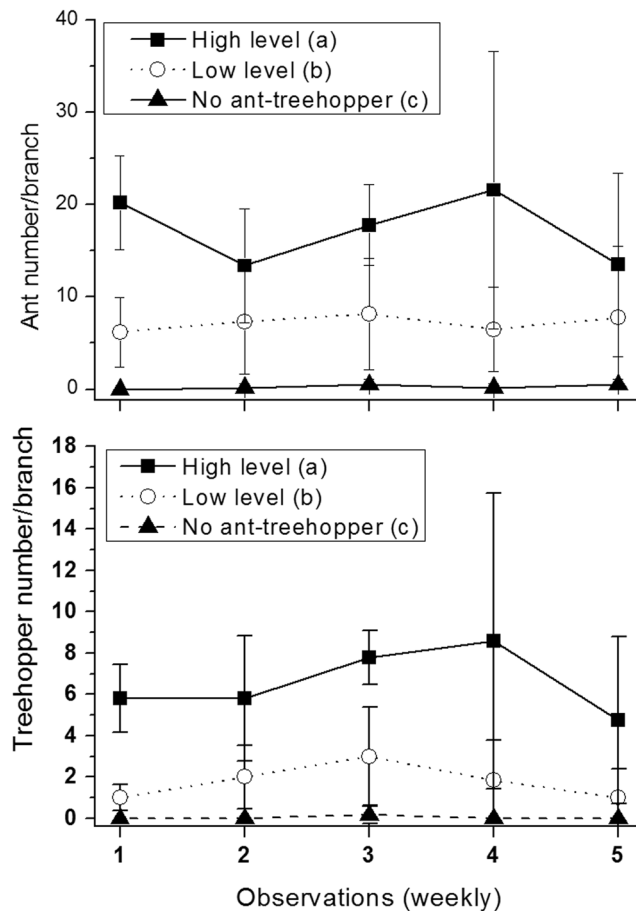 High level (a)
Low level (b)
No ant-treehopper (c)
40
30
20
10
0
Ant number/branch
High level (a)
Low level (b)
No ant-treehopper (c)
18
16
14
12
10
8
6
4
2
0
Treehopper number/branch
1 2 3 4 5
Observations (weekly)